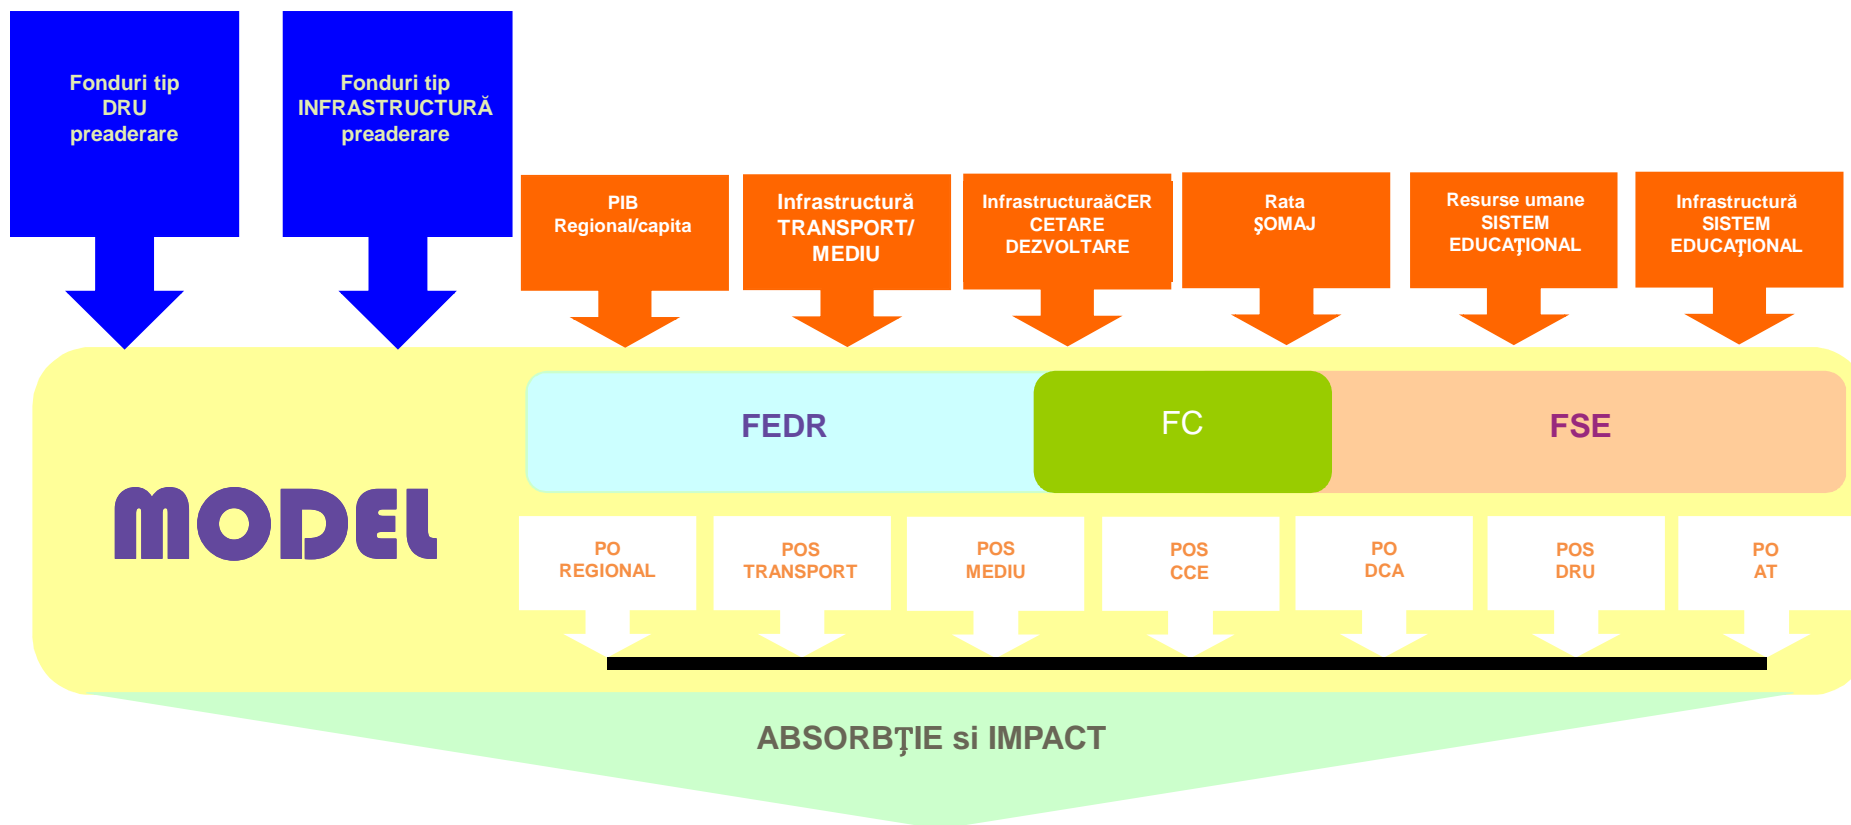 Fonduri tip
DRU
preaderare
Fonduri tip
INFRASTRUCTURĂ
preaderare
PIB
Regional/capita
Infrastructură
TRANSPORT/
MEDIU
InfrastructuraăCER
CETARE
DEZVOLTARE
Rata
ŞOMAJ
Resurse umane
SISTEM
EDUCAŢIONAL
Infrastructură
SISTEM
EDUCAŢIONAL
FEDR
FC
FSE
MODEL
PO
REGIONAL
POS
TRANSPORT
POS
MEDIU
POS
CCE
PO
DCA
POS
DRU
PO
AT
ABSORBŢIE si IMPACT